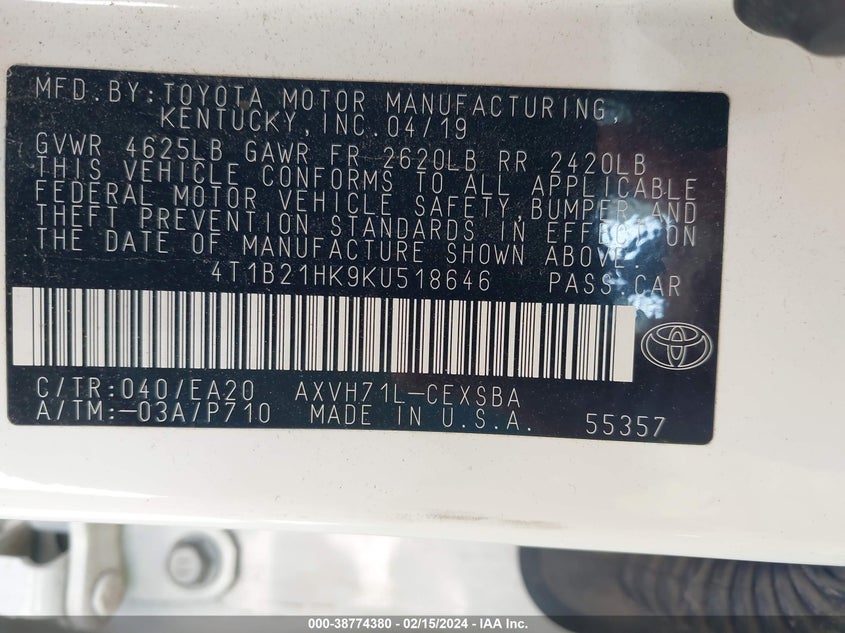 MFD.BY:TOYOTA MOTOR MANUFACTURING,
KENTUCKY,INC.04/19
GVWR 4625LB GAWR FR 2620LB RR 2420LB
THIS VEHICLE CONFORMS TO ALL APPLICABLE
FEDERAL MOTOR VEHICLE SAFETY,BUMPER AND
THEFT PREVENTION STANDARDS IN EFFECT ON
THE DATE OF MANUFACTURE SHOWN ABOVE.
4T1B21HK9KU518646 PASS CAR
C/TR:040/EA20 AXVH71L-CEXSBA
A/TM:-03A/P710 MADE IN U.S.A. 55357
000-38774380 - 02/15/2024 - IAA Inc.